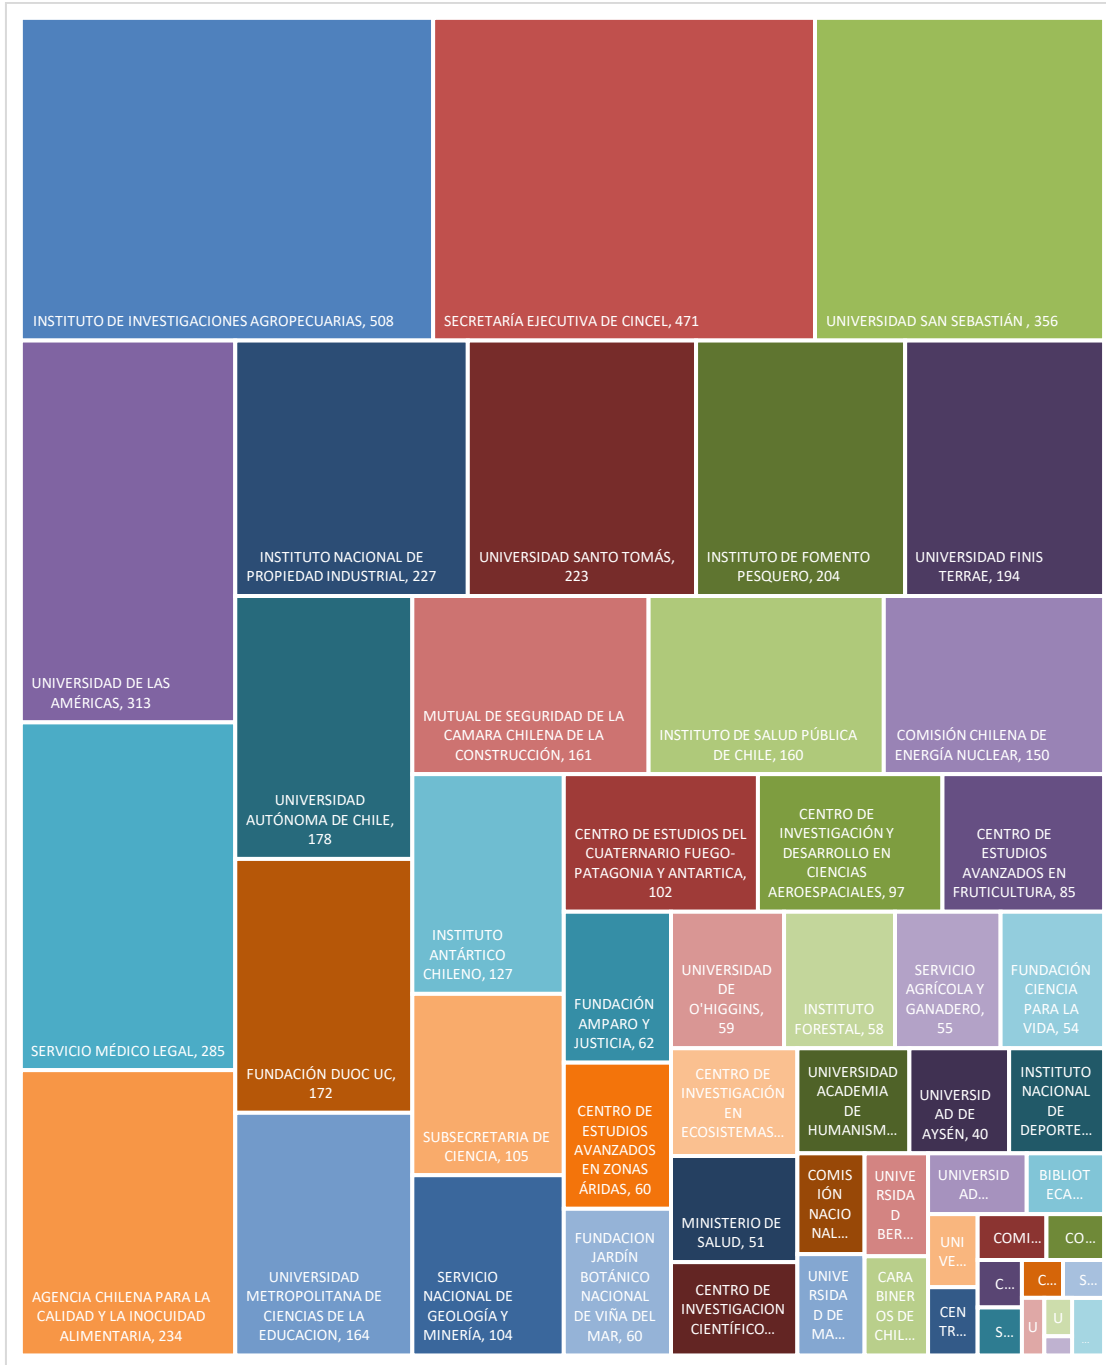 INSTITUTO DE INVESTIGACIONES AGROPECUARIAS, 508
SECRETARÍA EJECUTIVA DE CINCEL, 471
UNIVERSIDAD SAN SEBASTIÁN , 356
UNIVERSIDAD DE LAS
AMÉRICAS, 313
INSTITUTO NACIONAL DE
PROPIEDAD INDUSTRIAL, 227
UNIVERSIDAD SANTO TOMÁS,
223
INSTITUTO DE FOMENTO
PESQUERO, 204
UNIVERSIDAD FINIS
TERRAE, 194
SERVICIO MÉDICO LEGAL, 285
AGENCIA CHILENA PARA LA
CALIDAD Y LA INOCUIDAD
ALIMENTARIA, 234
UNIVERSIDAD
AUTÓNOMA DE CHILE,
178
FUNDACIÓN DUOC UC,
172
UNIVERSIDAD
METROPOLITANA DE
CIENCIAS DE LA
EDUCACION, 164
MUTUAL DE SEGURIDAD DE LA
CAMARA CHILENA DE LA
CONSTRUCCIÓN, 161
INSTITUTO DE SALUD PÚBLICA
DE CHILE, 160
COMISIÓN CHILENA DE
ENERGÍA NUCLEAR, 150
INSTITUTO
ANTÁRTICO
CHILENO, 127
SUBSECRETARIA DE
CIENCIA, 105
SERVICIO
NACIONAL DE
GEOLOGÍA Y
MINERÍA, 104
CENTRO DE ESTUDIOS DEL
CUATERNARIO FUEGO-
PATAGONIA Y ANTARTICA,
102
CENTRO DE
INVESTIGACIÓN Y
DESARROLLO EN
CIENCIAS
AEROESPACIALES, 97
CENTRO DE
ESTUDIOS
AVANZADOS EN
FRUTICULTURA, 85
FUNDACIÓN
AMPARO Y
JUSTICIA, 62
CENTRO DE
ESTUDIOS
AVANZADOS
EN ZONAS
ÁRIDAS, 60
FUNDACION
JARDÍN
BOTÁNICO
NACIONAL
DE VIÑA DEL
MAR, 60
UNIVERSIDAD
DE
O'HIGGINS,
59
INSTITUTO
FORESTAL, 58
SERVICIO
AGRÍCOLA Y
GANADERO,
55
FUNDACIÓN
CIENCIA
PARA LA
VIDA, 54
CENTRO DE
INVESTIGACIÓN
EN
ECOSISTEMAS...
MINISTERIO DE
SALUD, 51
CENTRO DE
INVESTIGACION
CIENTÍFICO...
UNIVERSIDAD
ACADEMIA
DE
HUMANISM...
UNIVERSID
AD DE
AYSÉN, 40
INSTITUTO
NACIONAL
DE
DEPORTE...
COMIS
IÓN
NACIO
NAL...
UNIVE
RSIDA
D
BER...
UNIVE
RSIDA
D DE
MA...
CARA
BINER
OS DE
CHIL...
UNIVERSID
AD...
BIBLIOT
ECA...
UNI
VE...
CENTR...
COMI...
CO...
C...
S...
C...
S...
U
U
...